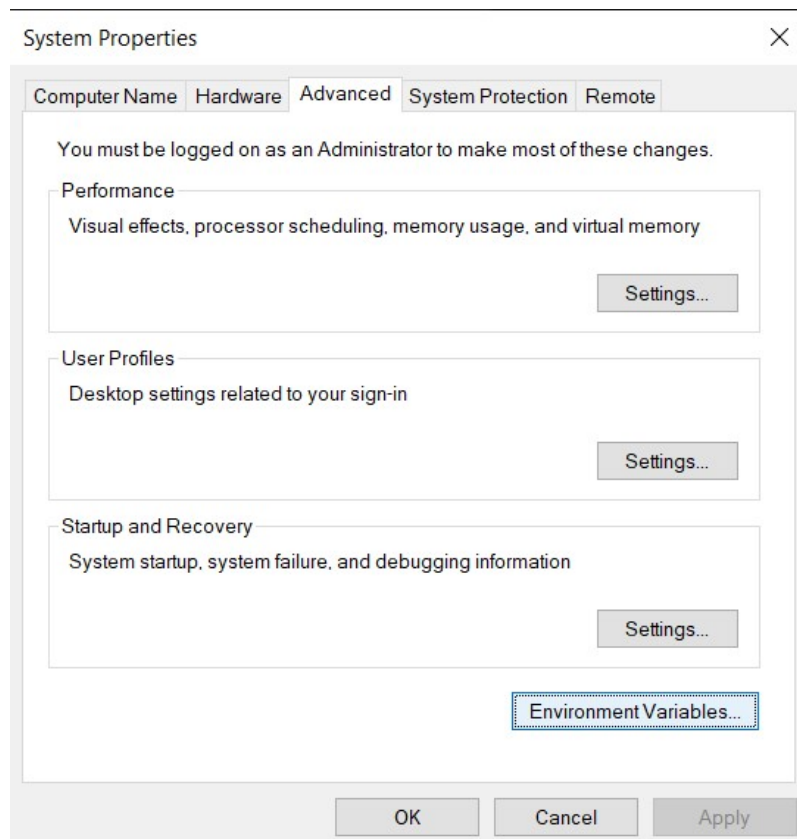 System Properties
Computer Name Hardware Advanced System Protection Remote
You must be logged on as an Administrator to make most of these changes.
Performance
Visual effects, processor scheduling, memory usage, and virtual memory
Settings...
User Profiles
Desktop settings related to your sign-in
Settings...
Startup and Recovery
System startup, system failure, and debugging information
Settings...
Environment Variables...
OK Cancel Apply